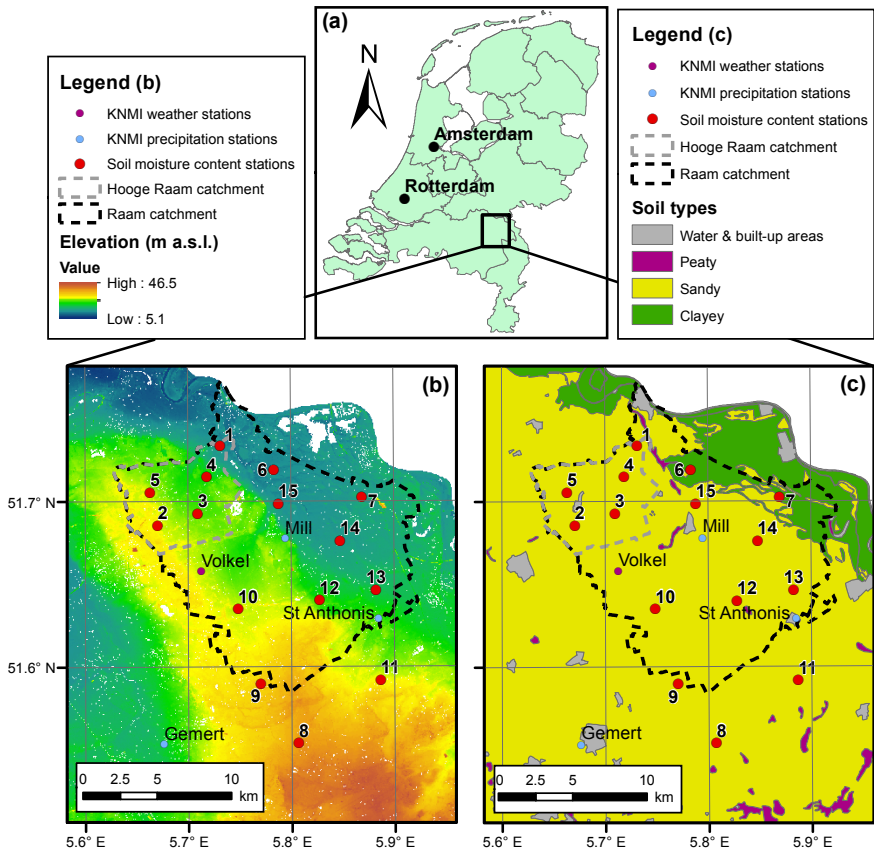 (a)
N
Amsterdam
Rotterdam
Legend (b)
KNMI weather stations
KNMI precipitation stations
Soil moisture content stations
Hooge Raam catchment
Raam catchment
Elevation (m a.s.l.)
Value
High : 46.5
Low : 5.1
Legend (c)
KNMI weather stations
KNMI precipitation stations
Soil moisture content stations
Hooge Raam catchment
Raam catchment
Soil types
Water & built-up areas
Peaty
Sandy
Clayey
(b)
1
4
6
5
15
7
51.7° N
2
3
Mill
14
Volkel
12
13
10
St Anthonis
51.6° N
11
9
8
Gemert
0 2.5 5 10
km
5.6° E
5.7° E
5.8° E
5.9° E
(c)
1
4
6
5
15
7
2
3
Mill
14
Volkel
12
13
10
St Anthonis
11
9
8
Gemert
0 2.5 5 10
km
5.6° E
5.7° E
5.8° E
5.9° E